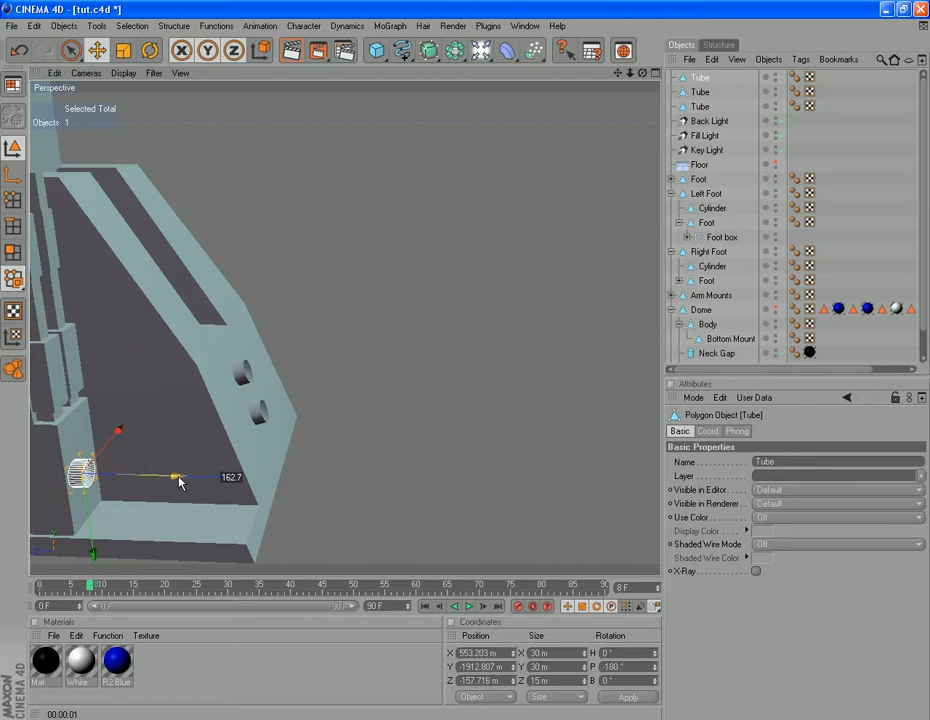 CINEMA 4D - [tut.c4d *]
File Edit Objects Tools Selection Structure Functions Animation Character Dynamics MoGraph Hair Render Plugins Window Help
X Y Z
Edit Cameras Display Filter View
Perspective
Selected Total
Objects 1
162.7
0 5 10 15 20 25 30 35 40 45 50 55 60 65 70 75 80 85 90
8 F
0 F
0 F
90 F
90 F
Materials
File Edit Function Texture
Mat White R2 Blue
MAXON CINEMA 4D
00:00:01
Coordinates
Position Size Rotation
X 553.203 m X 30 m H 0 °
Y -1912.807 m Y 30 m P -180 °
Z -157.716 m Z 15 m B 0 °
Object Size Apply
Objects Structure
File Edit View Objects Tags Bookmarks
Tube
Tube
Tube
Back Light
Fill Light
Key Light
Floor
Foot
Left Foot
Cylinder
Foot
Foot box
Right Foot
Cylinder
Foot
Arm Mounts
Dome
Body
Bottom Mount
Neck Gap
Attributes
Mode Edit User Data
Polygon Object [Tube]
Basic Coord. Phong
Basic Properties
Name Tube
Layer
Visible in Editor Default
Visible in Renderer Default
Use Color Off
Display Color
Shaded Wire Mode Off
Shaded Wire Color
X-Ray